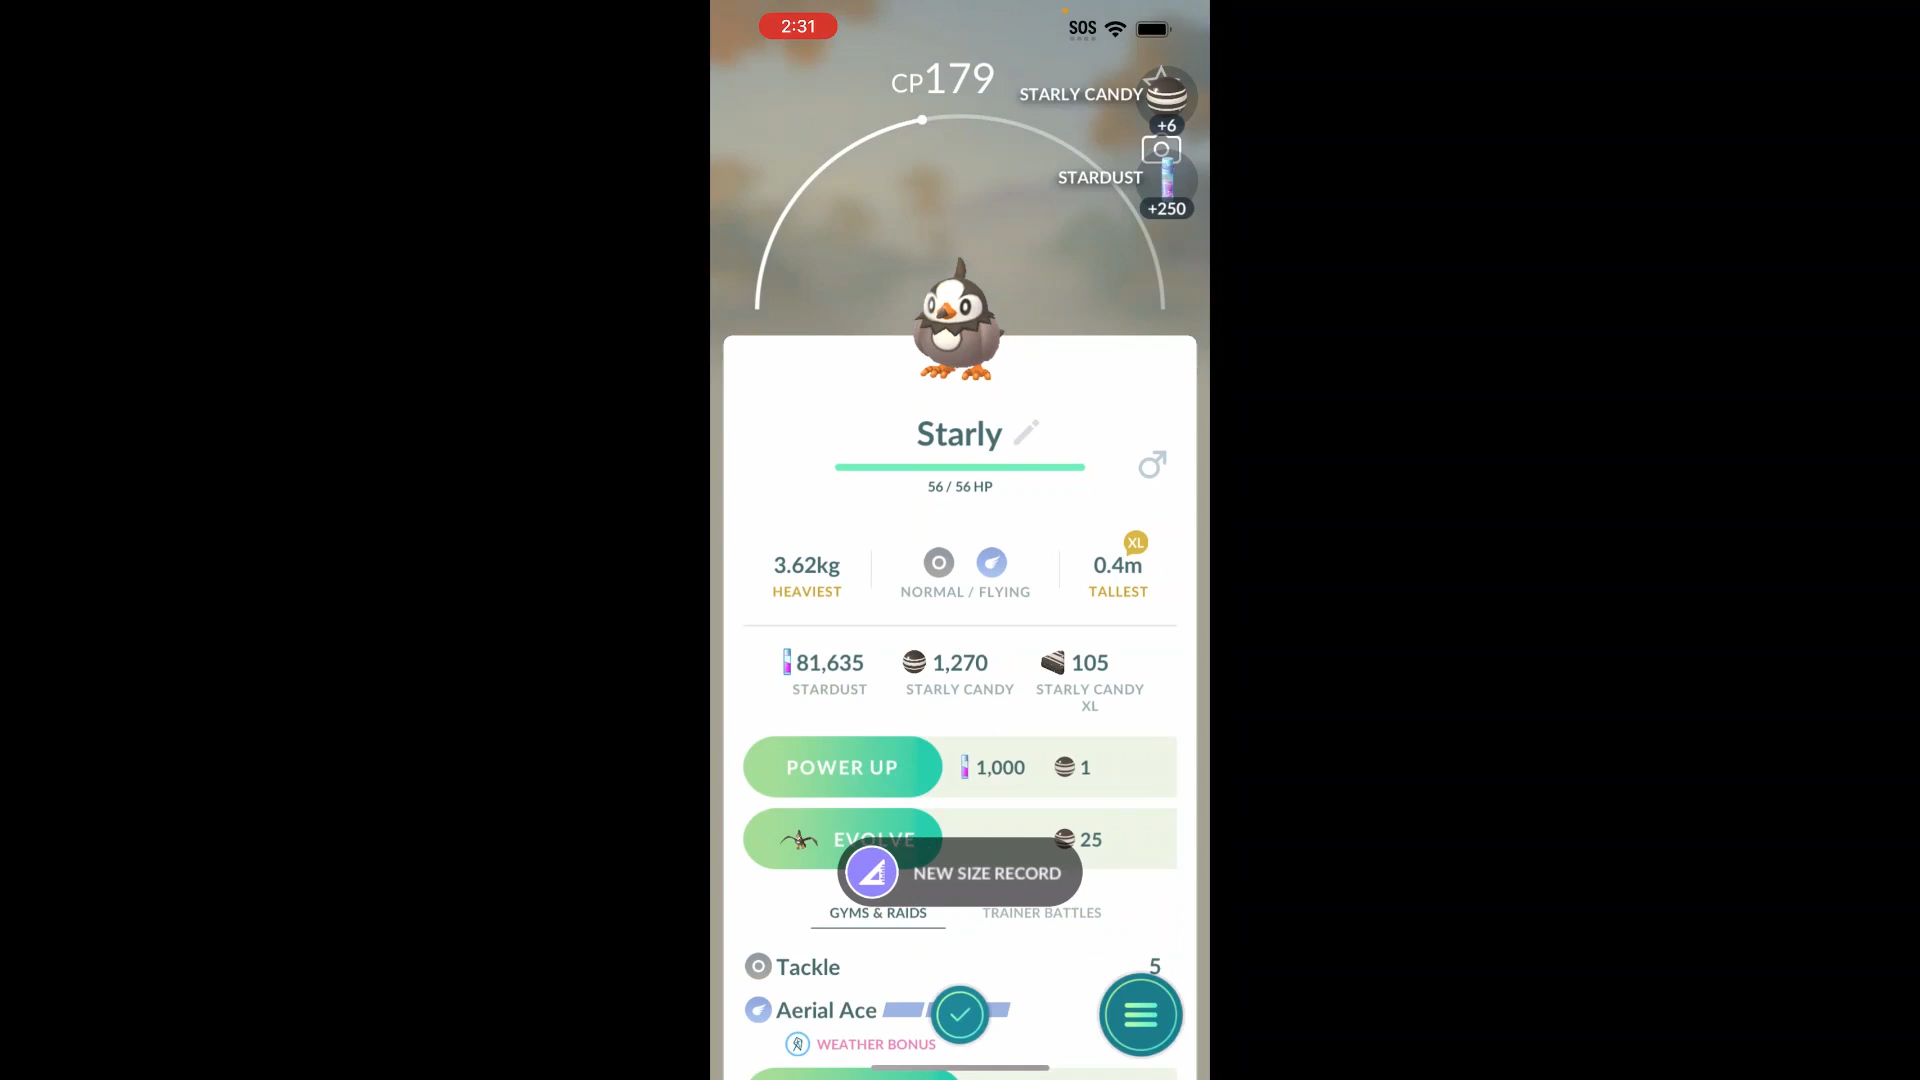 2:31
SOS
CP179
STARLY CANDY
+6
STARDUST
+250
Starly
56 / 56 HP
XL
3.62kg
0.4m
HEAVIEST
NORMAL / FLYING
TALLEST
81,635
1,270
105
STARDUST
STARLY CANDY
STARLY CANDY
XL
POWER UP
1,000
1
EVOLVE
25
NEW SIZE RECORD
GYMS & RAIDS
TRAINER BATTLES
Tackle
5
Aerial Ace
WEATHER BONUS